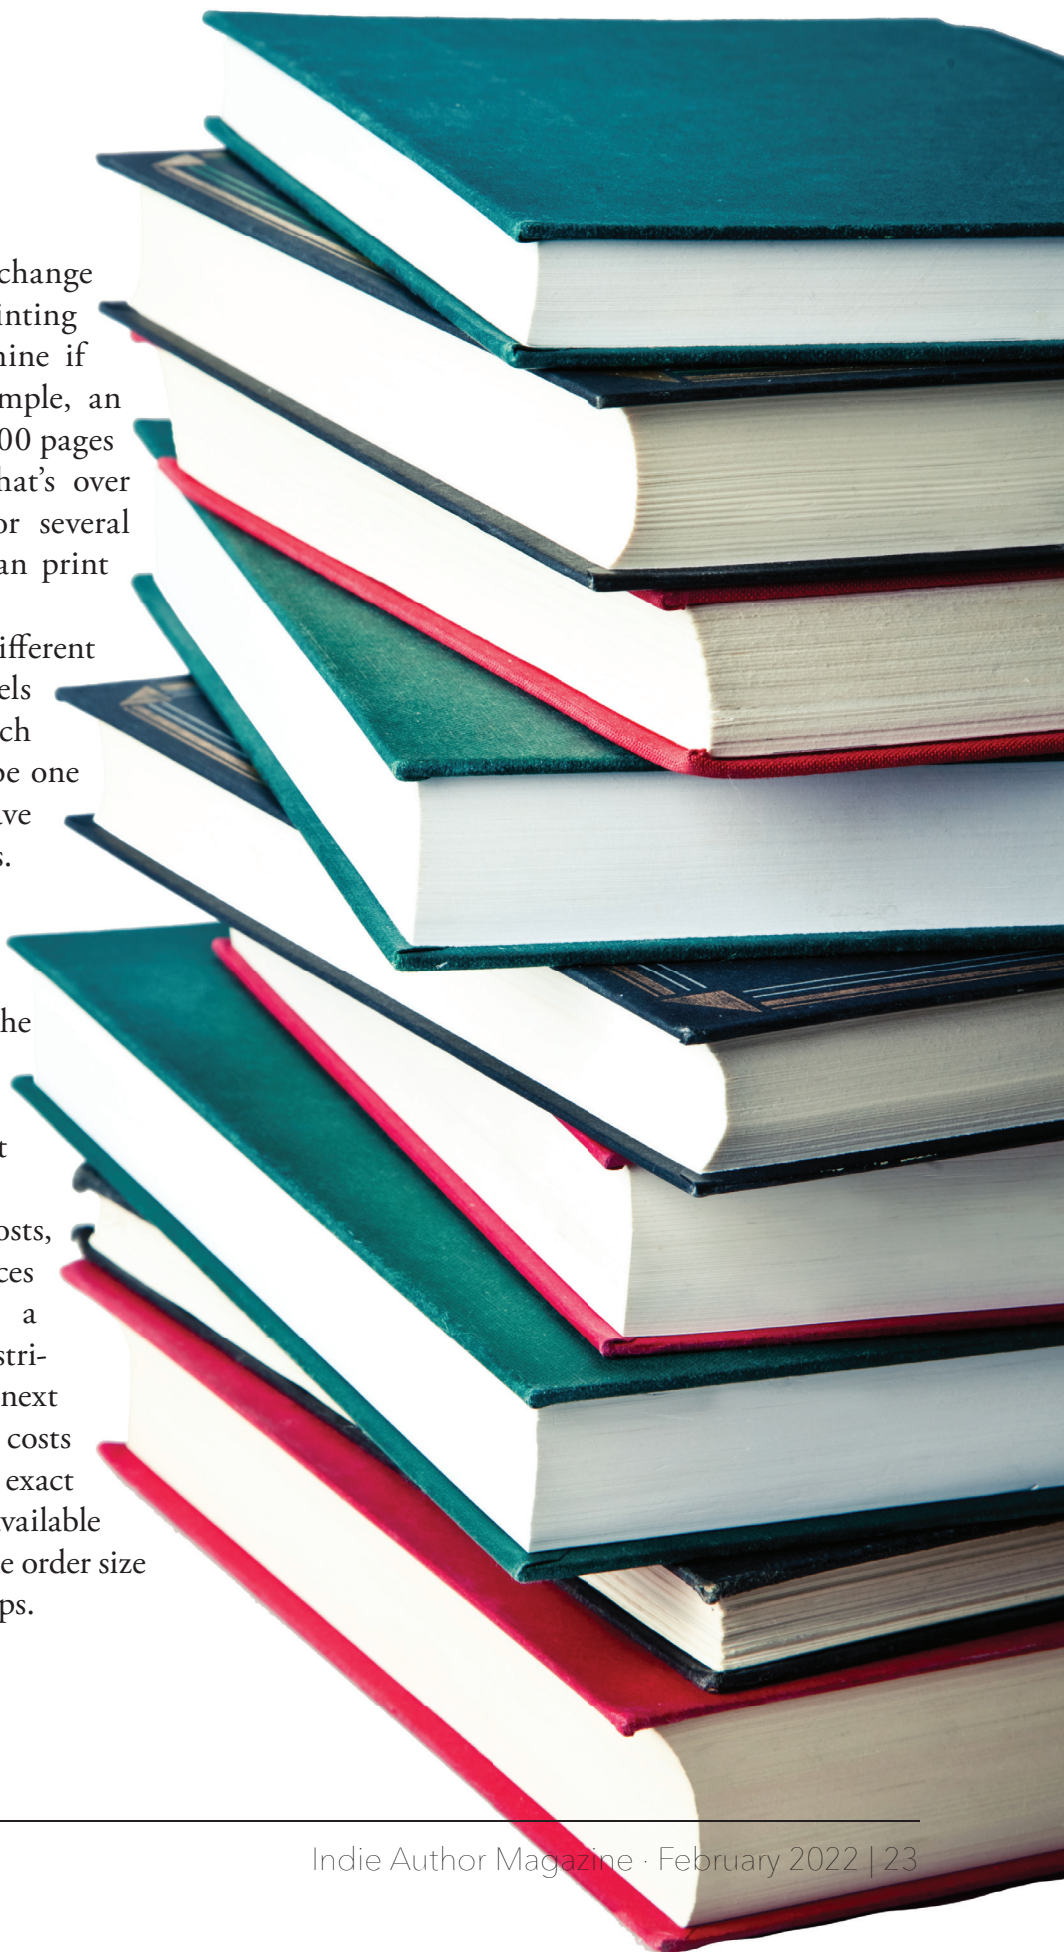 change
inting
nine if
mple, an
00 pages
hat’s over
or several
an print
ifferent
els
ch
be one
ave
s.
he
t
osts,
ces
a
stri-
next
costs
exact
vailable
e order size
ps.
Indie Author Magazine · February 2022 | 23